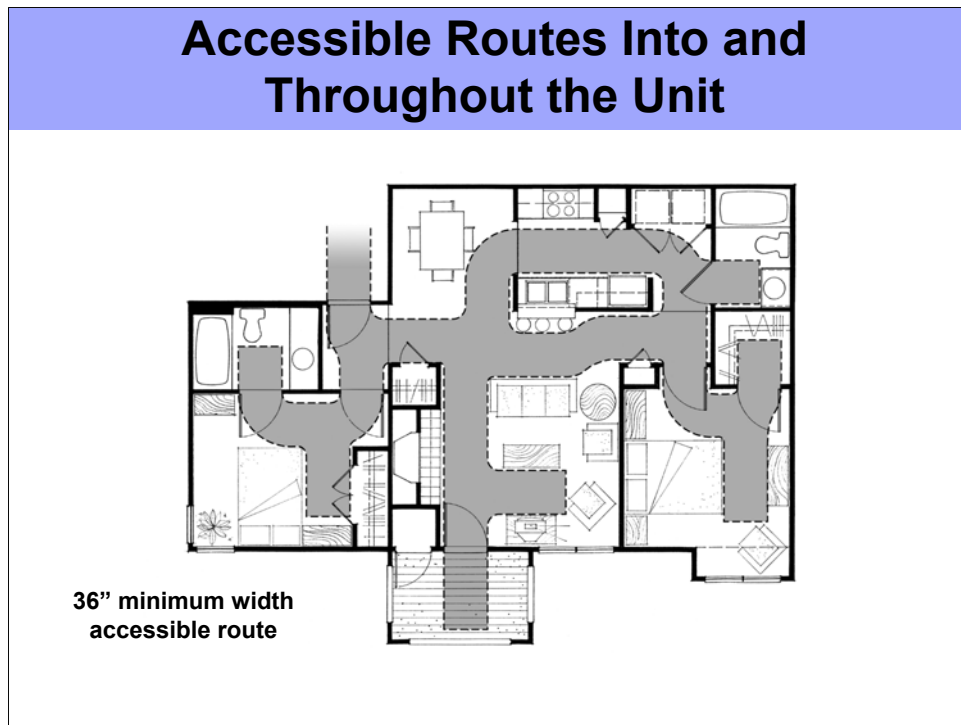 Accessible Routes Into and
Throughout the Unit
36” minimum width
accessible route